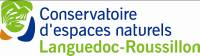 Conservatoire
d'espaces naturels
Languedoc-Roussillon